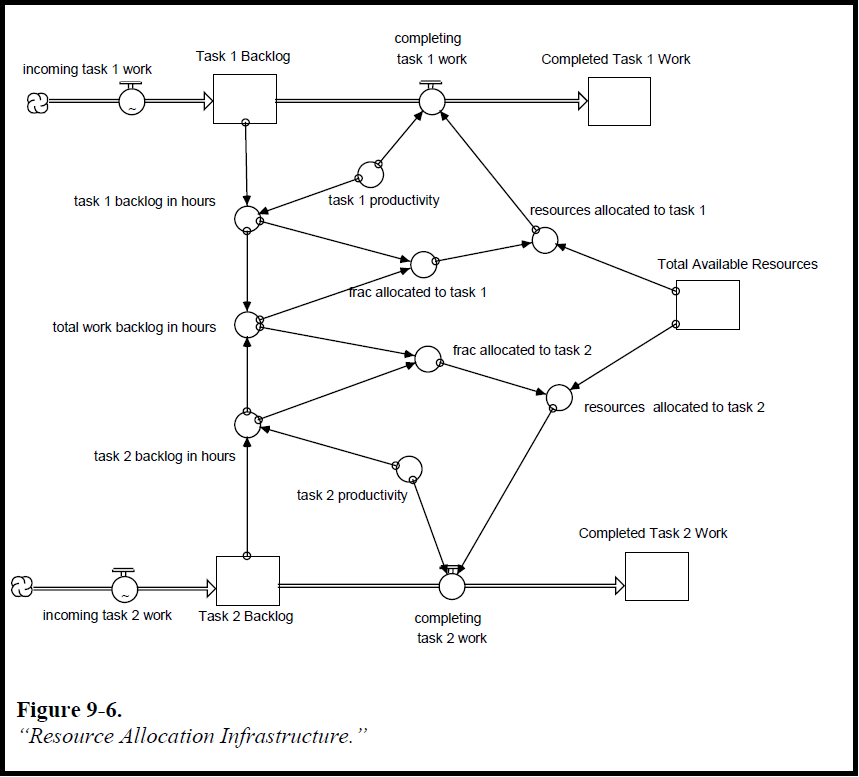 completing
task 1 work
Task 1 Backlog
Completed Task 1 Work
incoming task 1 work
~
task 1 backlog in hours
task 1 productivity
resources allocated to task 1
Total Available Resources
frac allocated to task 1
total work backlog in hours
frac allocated to task 2
resources  allocated to task 2
task 2 backlog in hours
task 2 productivity
Completed Task 2 Work
~
incoming task 2 work
Task 2 Backlog
completing
task 2 work
Figure 9-6.
“Resource Allocation Infrastructure.”